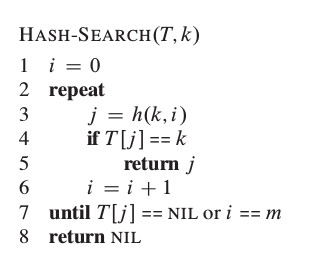 HASH-SEARCH(T, k)
1 i = 0
2 repeat
3 j = h(k, i)
4 if T[j] == k
5 return j
6 i = i + 1
7 until T[j] == NIL or i == m
8 return NIL